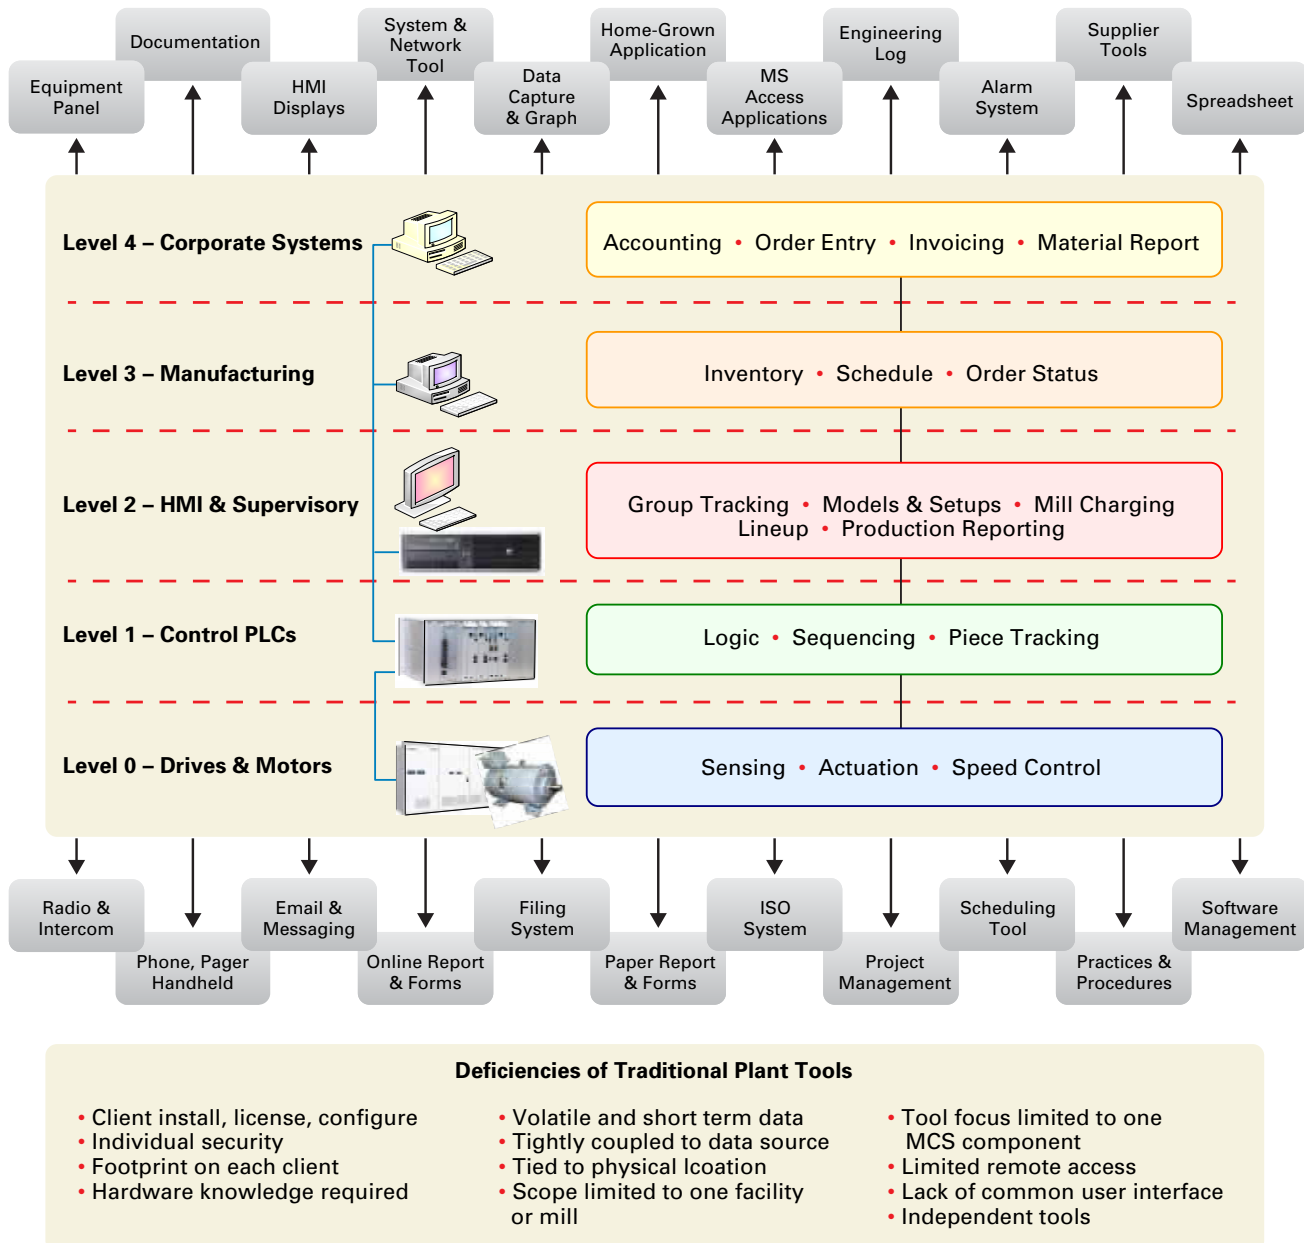 Documentation
System &
Network
Tool
Home-Grown
Application
Engineering
Log
Supplier
Tools
Equipment
Panel
HMI
Displays
Data
Capture
& Graph
MS
Access
Applications
Alarm
System
Spreadsheet
Level 4 – Corporate Systems
Accounting • Order Entry • Invoicing • Material Report
Level 3 – Manufacturing
Inventory • Schedule • Order Status
Level 2 – HMI & Supervisory
Group Tracking • Models & Setups • Mill Charging
Lineup • Production Reporting
Level 1 – Control PLCs
Logic • Sequencing • Piece Tracking
Level 0 – Drives & Motors
Sensing • Actuation • Speed Control
Radio &
Intercom
Email &
Messaging
Filing
System
ISO
System
Scheduling
Tool
Software
Management
Phone, Pager
Handheld
Online Report
& Forms
Paper Report
& Forms
Project
Management
Practices &
Procedures
Deficiencies of Traditional Plant Tools
• Client install, license, configure
• Individual security
• Footprint on each client
• Hardware knowledge required
• Volatile and short term data
• Tightly coupled to data source
• Tied to physical lcoation
• Scope limited to one facility
or mill
• Tool focus limited to one
MCS component
• Limited remote access
• Lack of common user interface
• Independent tools